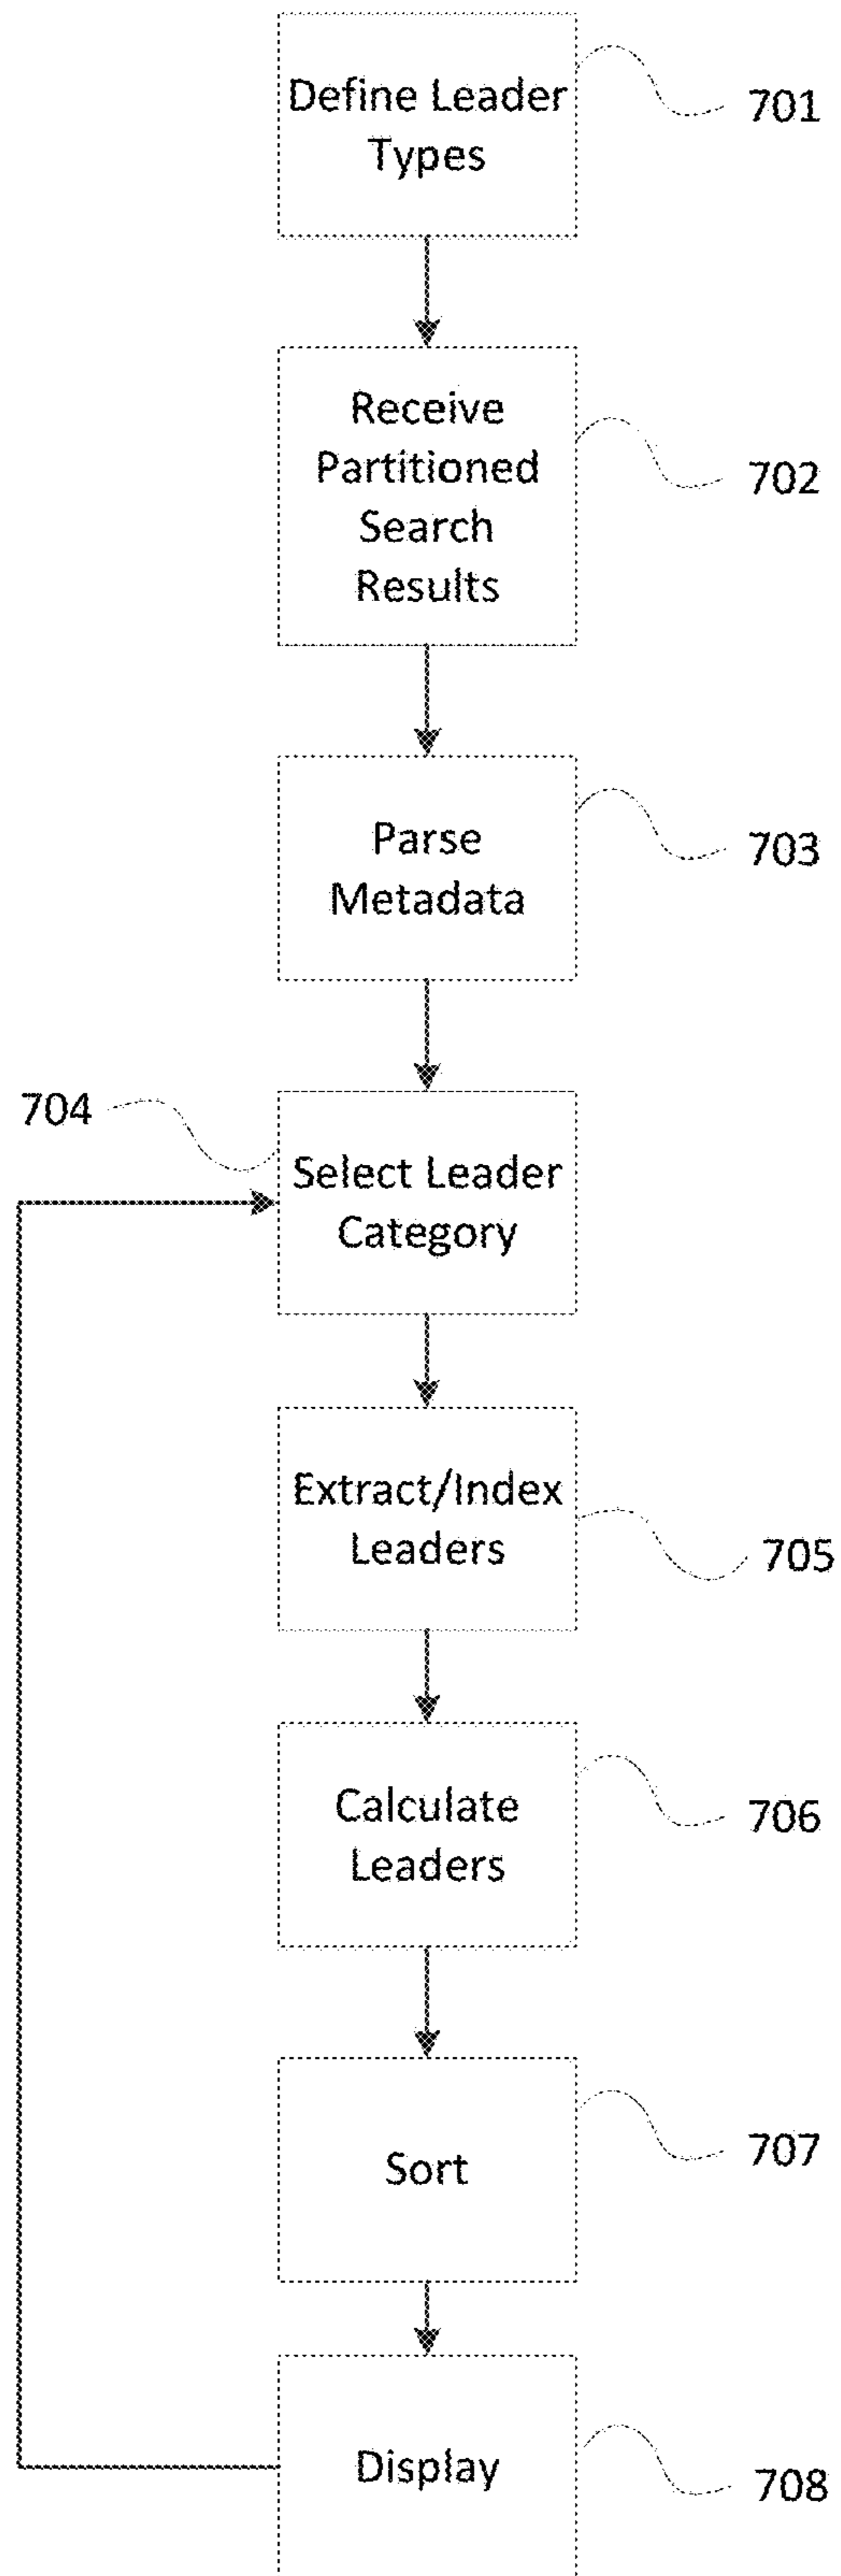 Define Leader
Types
701
Receive
Partitioned
Search
Results
702
Parse
Metadata
703
704
Select Leader
Category
Extract/Index
Leaders
705
Calculate
Leaders
706
Sort
707
Display
708